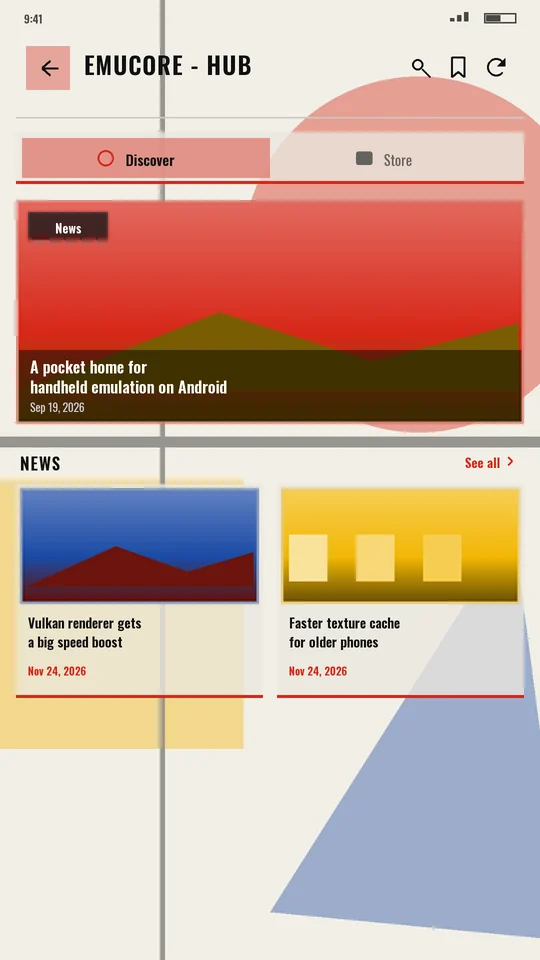 9:41
EMUCORE - HUB
Discover
Store
News
A pocket home for
handheld emulation on Android
Sep 19, 2026
NEWS
See all
Vulkan renderer gets
a big speed boost
Nov 24, 2026
Faster texture cache
for older phones
Nov 24, 2026